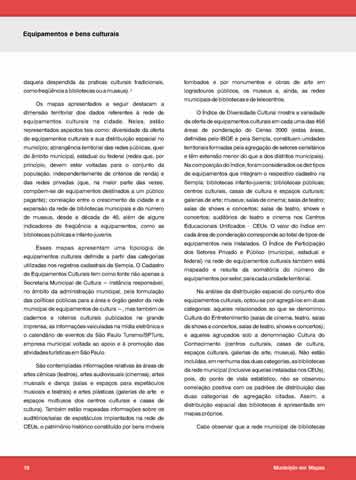 Equipamentos e bens culturais
daquela despendida às práticas culturais tradicionais,
como freqüência a bibliotecas ou a museus).²
Os mapas apresentados a seguir destacam a
dimensão territorial dos dados referentes à rede de
equipamentos culturais na cidade. Neles, estão
representados aspectos tais como: diversidade da oferta
de equipamentos culturais e sua distribuição espacial no
município; abrangência territorial das redes públicas, quer
de âmbito municipal, estadual ou federal (redes que, por
princípio, devem estar voltadas para o conjunto da
população, independentemente de critérios de renda) e
das redes privadas (que, na maior parte das vezes,
compõem-se de equipamentos destinados a um público
pagante); correlação entre o crescimento da cidade e a
expansão da rede de bibliotecas municipais e do número
de museus, desde a década de 40, além de alguns
indicadores de freqüência a equipamentos, como as
bibliotecas públicas e infanto-juvenis.
Esses mapas apresentam uma tipologia de
equipamentos culturais definida a partir das categorias
utilizadas nos registros cadastrais da Sempla. O Cadastro
de Equipamentos Culturais tem como fonte não apenas a
Secretaria Municipal de Cultura – instância responsável,
no âmbito da administração municipal, pela formulação
das políticas públicas para a área e órgão gestor da rede
municipal de equipamentos de cultura –, mas também os
cadernos e roteiros culturais publicados na grande
imprensa, as informações veiculadas na mídia eletrônica e
o calendário de eventos da São Paulo Turismo/SPTuris,
empresa municipal voltada ao apoio e à promoção das
atividades turísticas em São Paulo.
São contempladas informações relativas às áreas de
artes cênicas (teatros), artes audiovisuais (cinemas), artes
musicais e dança (salas e espaços para espetáculos
musicais e teatrais) e artes plásticas (galerias de arte e
espaços multiusos dos centros culturais e casas de
cultura). Também estão mapeadas informações sobre os
auditórios/salas de espetáculos implantados na rede de
CEUs, o patrimônio histórico constituído por bens imóveis
tombados e por monumentos e obras de arte em
logradouros públicos, os museus e, ainda, as redes
municipais de bibliotecas e de telecentros.
O Índice de Diversidade Cultural mostra a variedade
da oferta de equipamentos culturais em cada uma das 456
áreas de ponderação do Censo 2000 (estas áreas,
definidas pelo IBGE e pela Sempla, constituem unidades
territoriais formadas pela agregação de setores censitários
e têm extensão menor do que a dos distritos municipais).
Na composição do índice, foram considerados os dez tipos
de equipamentos que integram o respectivo cadastro na
Sempla: bibliotecas infanto-juvenis; bibliotecas públicas;
centros culturais, casas de cultura e espaços culturais;
galerias de arte; museus; salas de cinema; salas de teatro;
salas de shows e concertos; salas de teatro, shows e
concertos; auditórios de teatro e cinema nos Centros
Educacionais Unificados - CEUs. O valor do índice em
cada área de ponderação corresponde ao total de tipos de
equipamentos nela instalados. O Índice de Participação
dos Setores Privado e Público (municipal, estadual e
federal) na rede de equipamentos culturais também está
mapeado e resulta da somatória do número de
equipamentos por setor, para cada unidade territorial.
Na análise da distribuição espacial do conjunto dos
equipamentos culturais, optou-se por agregá-los em duas
categorias: aqueles relacionados ao que se denominou
Cultura do Entretenimento (salas de cinema, teatro, salas
de shows e concertos, salas de teatro, shows e concertos);
e aqueles agrupados sob a denominação Cultura do
Conhecimento (centros culturais, casas de cultura,
espaços culturais, galerias de arte, museus). Não estão
incluídas, em nenhuma das duas categorias, as bibliotecas
da rede municipal (inclusive aquelas instaladas nos CEUs),
pois, do ponto de vista estatístico, não se observou
correlação positiva com os padrões de distribuição das
duas categorias de agregação citadas. Assim, a
distribuição espacial das bibliotecas é apresentada em
mapas próprios.
Cabe observar que a rede municipal de bibliotecas
Município em Mapas